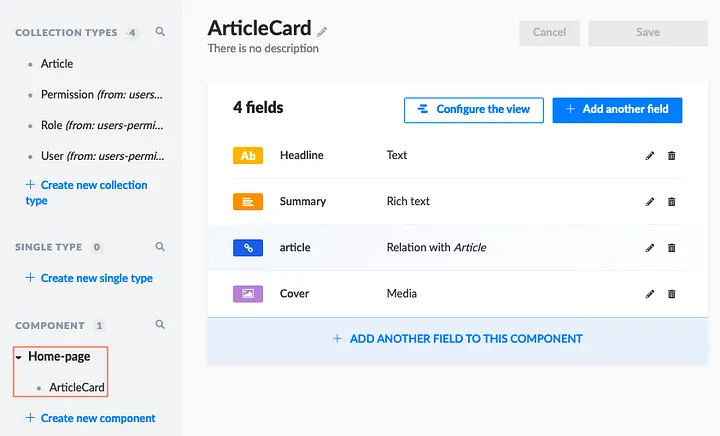 COLLECTION TYPES 4
Article
Permission (from: users...
Role (from: users-permi...
User (from: users-permi...
+ Create new collection
type
SINGLE TYPE 0
+ Create new single type
COMPONENT 1
Home-page
ArticleCard
+ Create new component
ArticleCard
There is no description
Cancel
Save
4 fields
Configure the view
+ Add another field
Ab Headline Text
Summary Rich text
article Relation with Article
Cover Media
+ ADD ANOTHER FIELD TO THIS COMPONENT